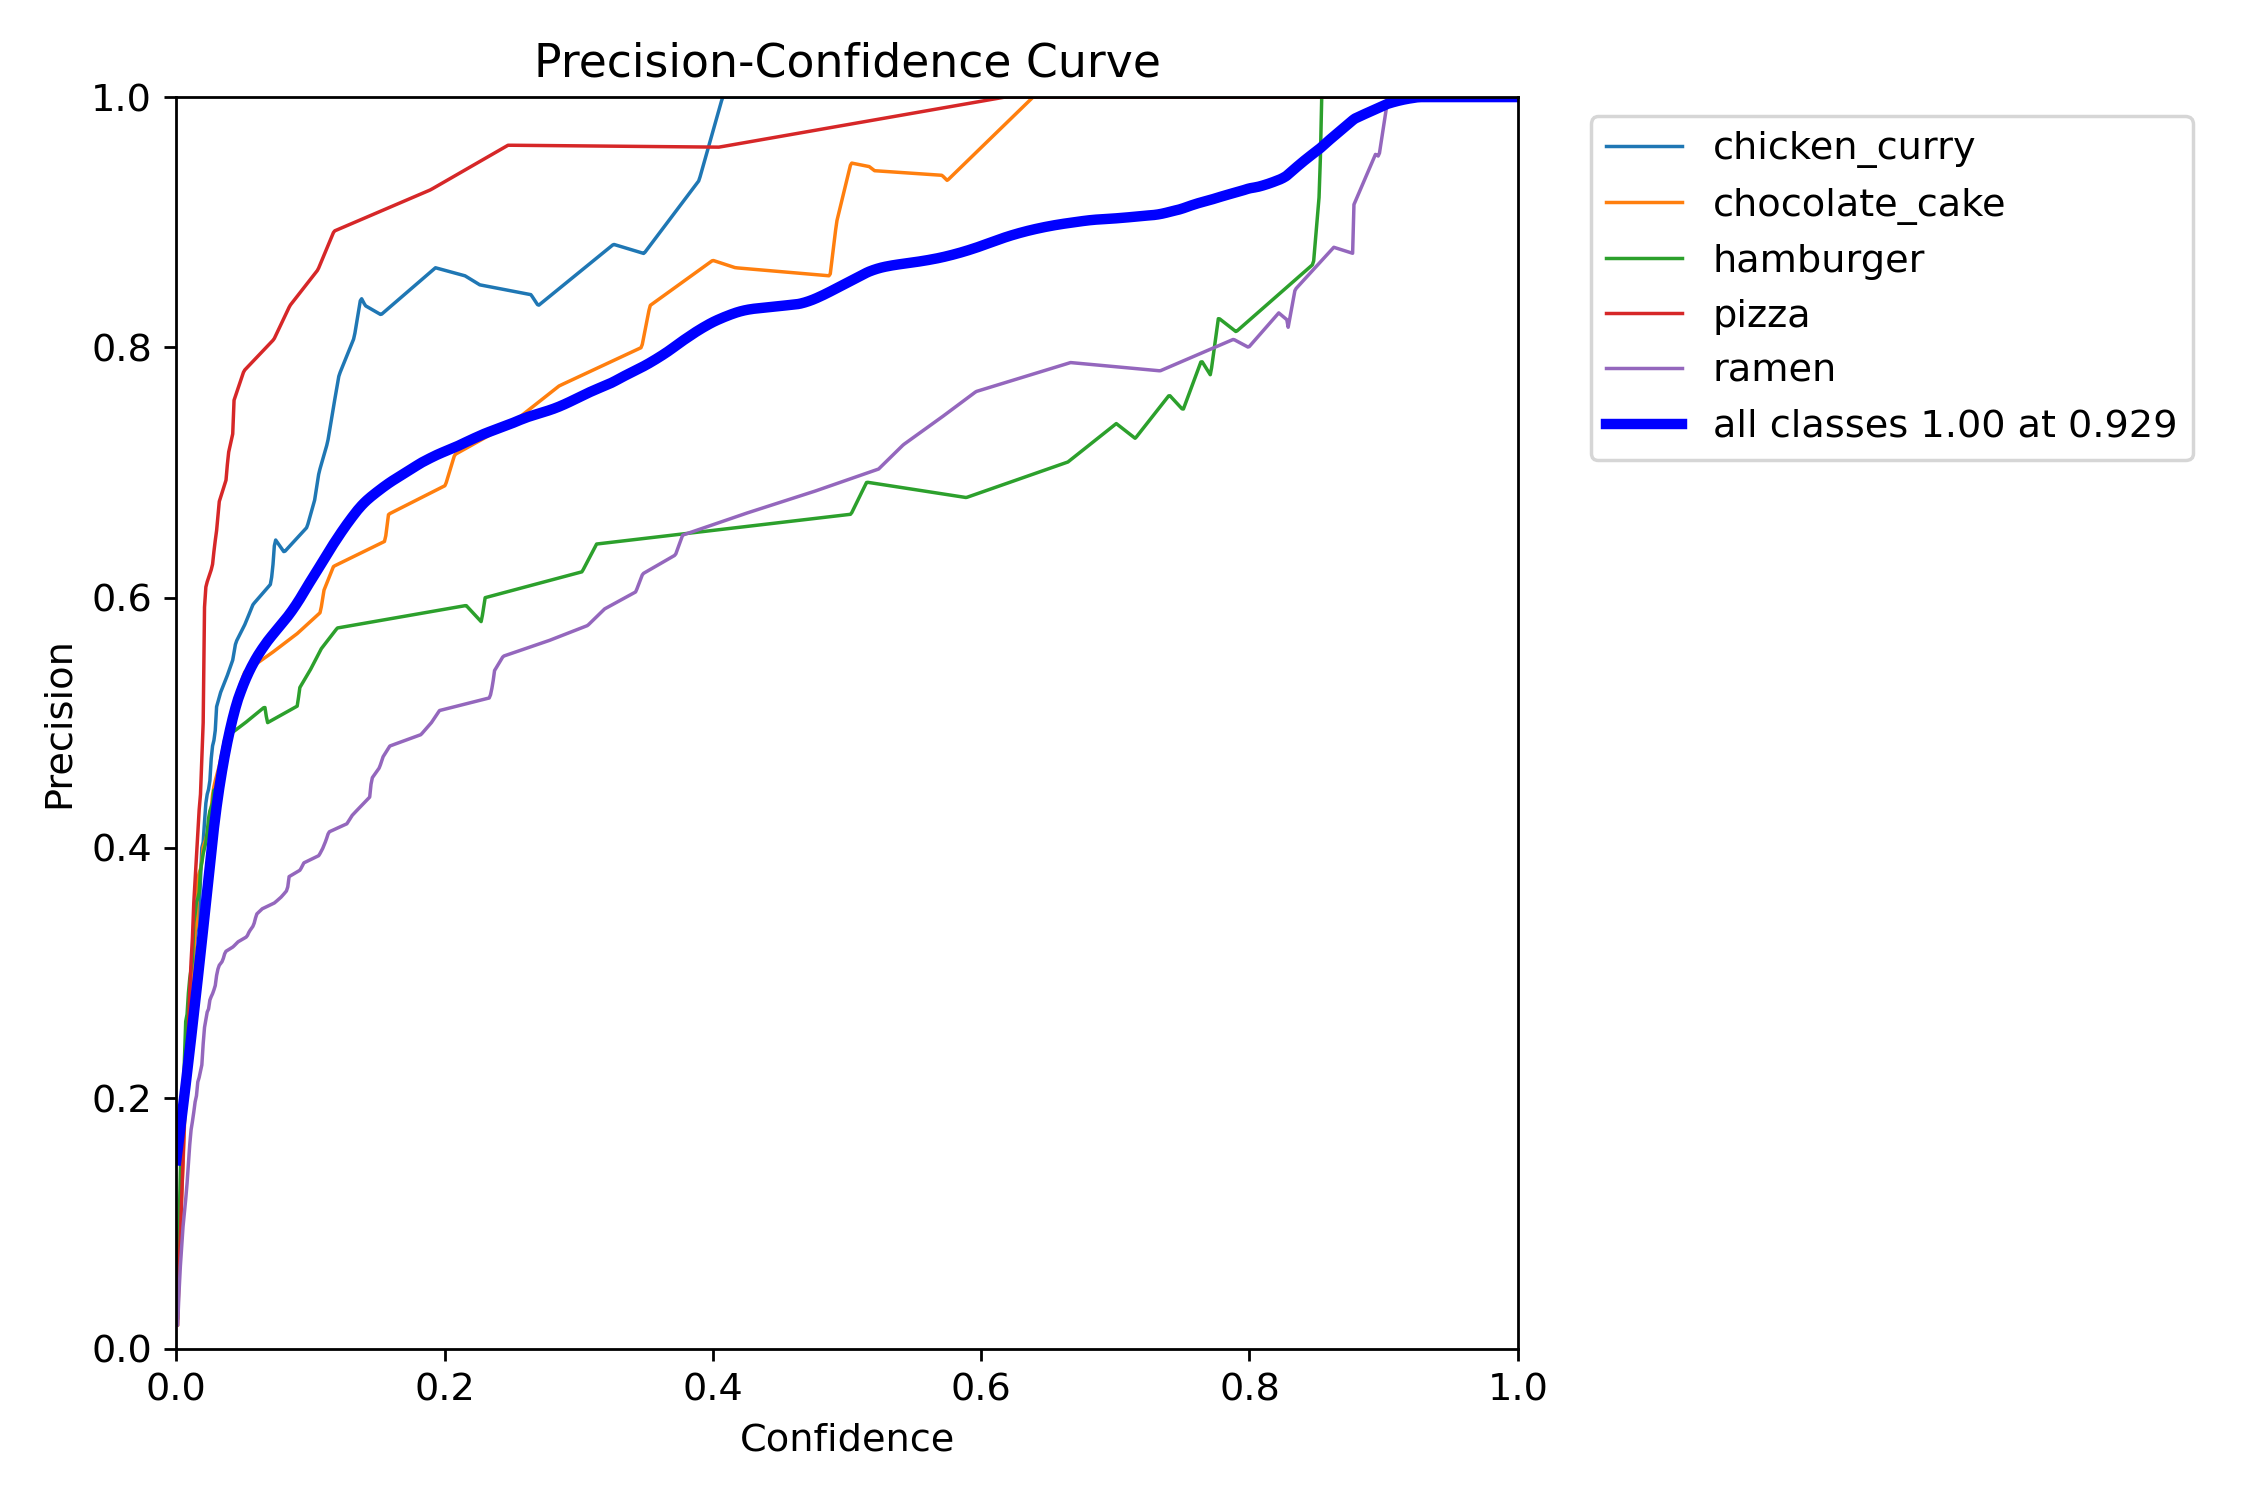 Precision-Confidence Curve
1.0
0.8
0.6
0.4
0.2
0.0
Precision
0.0 0.2 0.4 0.6 0.8 1.0
Confidence
chicken_curry
chocolate_cake
hamburger
pizza
ramen
all classes 1.00 at 0.929